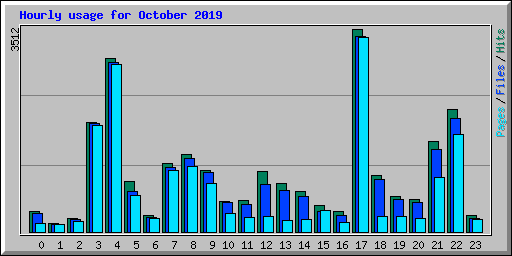 Hourly usage for October 2019
3512
Pages / Files / Hits
0 1 2 3 4 5 6 7 8 9 10 11 12 13 14 15 16 17 18 19 20 21 22 23